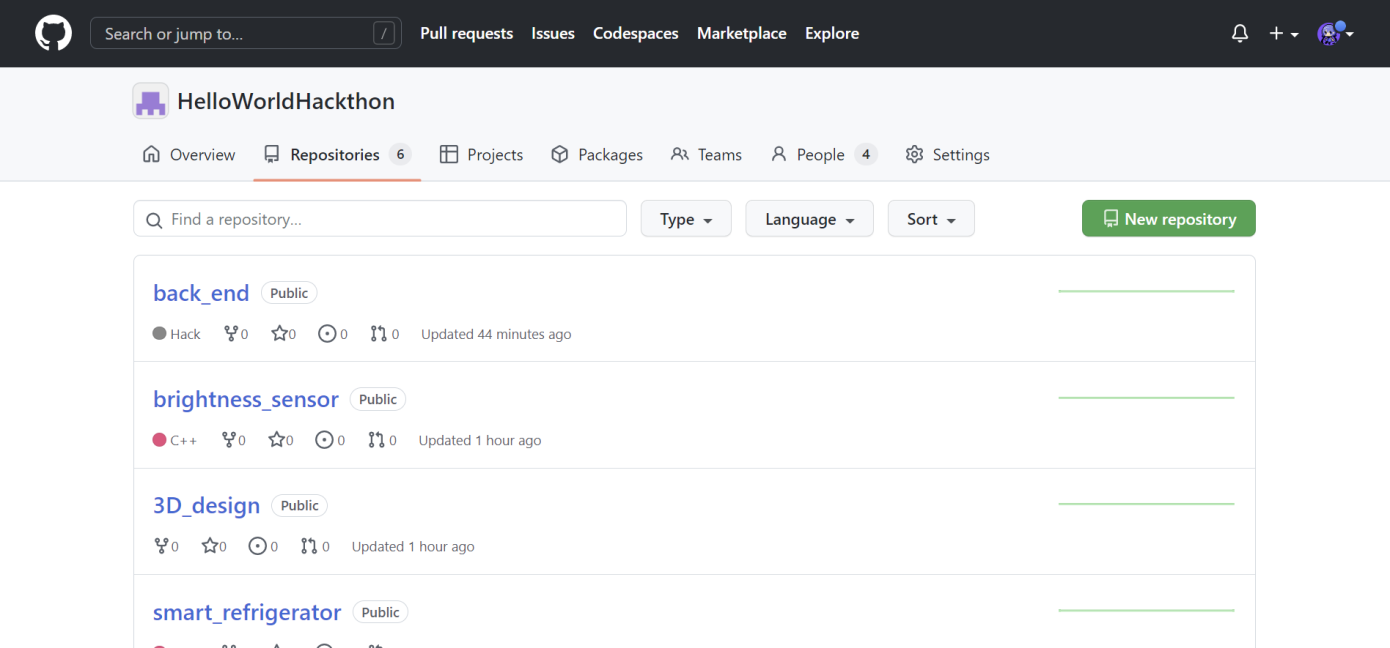 Search or jump to... /
Pull requests Issues Codespaces Marketplace Explore
HelloWorldHackthon
Overview Repositories 6 Projects Packages Teams People 4 Settings
Find a repository... Type Language Sort New repository
back_end Public
Hack 0 0 0 0 Updated 44 minutes ago
brightness_sensor Public
C++ 0 0 0 0 Updated 1 hour ago
3D_design Public
0 0 0 0 Updated 1 hour ago
smart_refrigerator Public